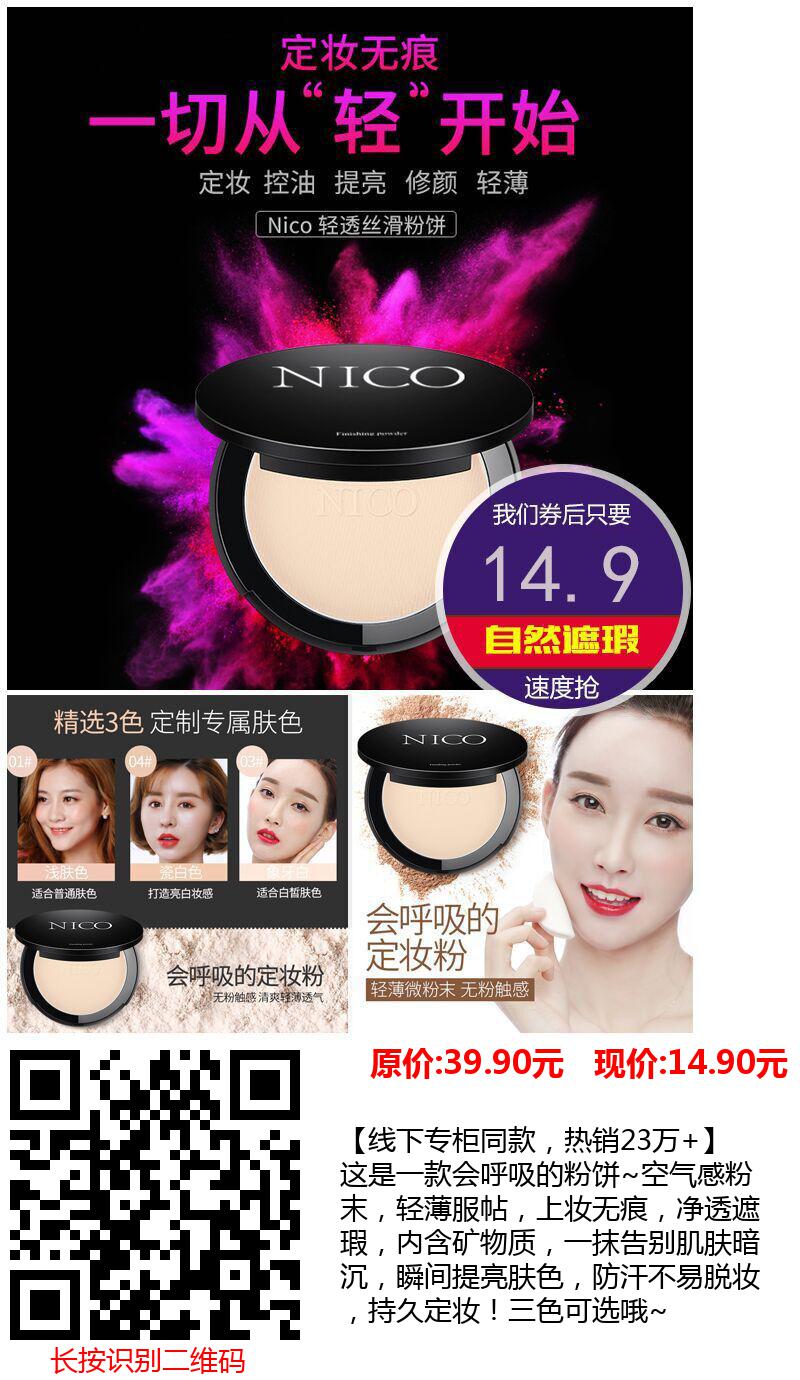 定妆无痕
一切从“轻”开始
定妆 控油 提亮 修颜 轻薄
Nico 轻透丝滑粉饼
NICO
Finishing powder
NICO
我们券后只要
14.9
自然遮瑕
速度抢
精选3色 定制专属肤色
01# 04# 03#
浅肤色 瓷白色 象牙白
适合普通肤色 打造亮白妆感 适合白皙肤色
NICO
会呼吸的定妆粉
无粉触感 清爽轻薄透气
NICO
Finishing powder
NICO
会呼吸的
定妆粉
轻薄微粉末 无粉触感
原价:39.90元 现价:14.90元
【线下专柜同款，热销23万+】
这是一款会呼吸的粉饼~空气感粉
末，轻薄服帖，上妆无痕，净透遮
瑕，内含矿物质，一抹告别肌肤暗
沉，瞬间提亮肤色，防汗不易脱妆
，持久定妆！三色可选哦~
长按识别二维码